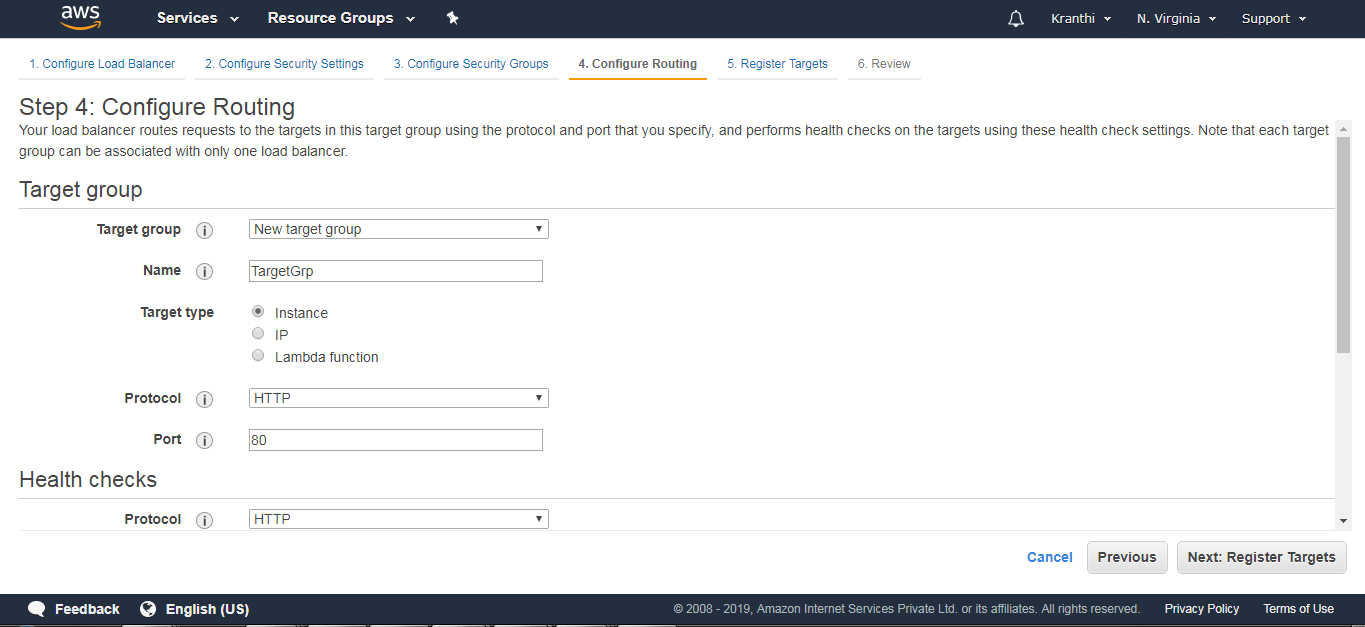 aws Services Resource Groups Kranthi N. Virginia Support
1. Configure Load Balancer 2. Configure Security Settings 3. Configure Security Groups 4. Configure Routing 5. Register Targets 6. Review
Step 4: Configure Routing
Your load balancer routes requests to the targets in this target group using the protocol and port that you specify, and performs health checks on the targets using these health check settings. Note that each target
group can be associated with only one load balancer.
Target group
Target group i New target group
Name i TargetGrp
Target type Instance
IP
Lambda function
Protocol i HTTP
Port i 80
Health checks
Protocol i HTTP
Cancel Previous Next: Register Targets
Feedback English (US) © 2008 - 2019, Amazon Internet Services Private Ltd. or its affiliates. All rights reserved. Privacy Policy Terms of Use